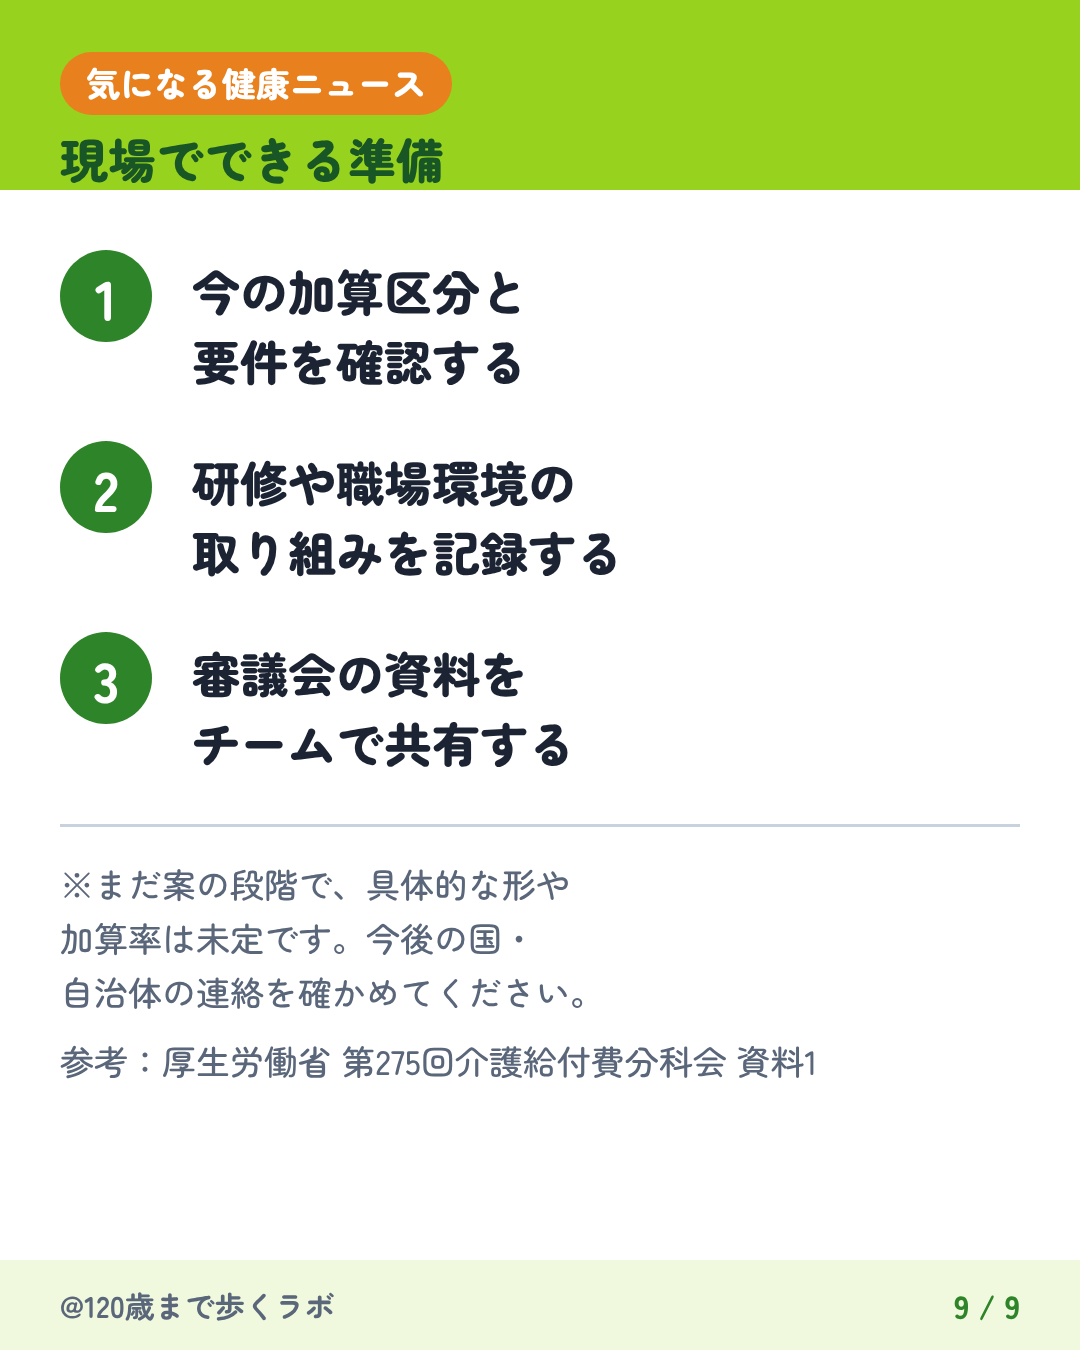 気になる健康ニュース
現場でできる準備
1
今の加算区分と
要件を確認する
2
研修や職場環境の
取り組みを記録する
3
審議会の資料を
チームで共有する
※まだ案の段階で、具体的な形や
加算率は未定です。今後の国・
自治体の連絡を確かめてください。
参考：厚生労働省 第275回介護給付費分科会 資料1
@120歳まで歩くラボ
9 / 9